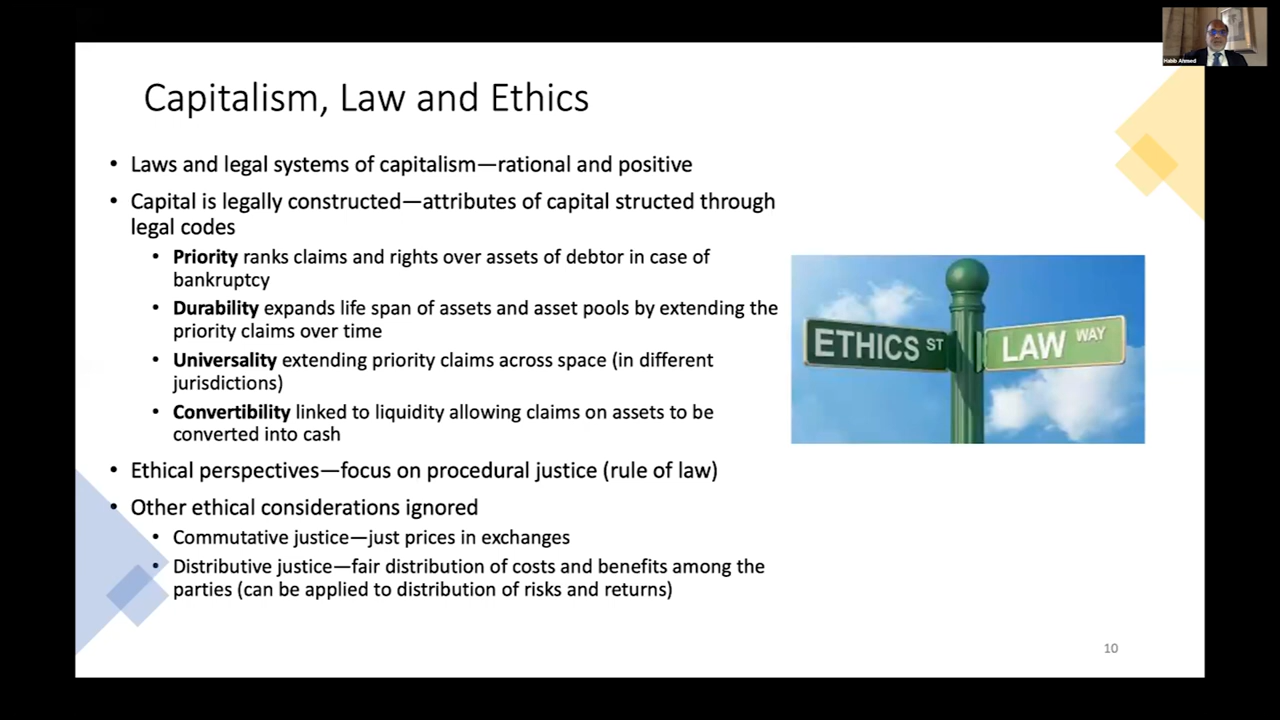 Habib Ahmed
Capitalism, Law and Ethics
• Laws and legal systems of capitalism—rational and positive
• Capital is legally constructed—attributes of capital structed through
legal codes
• Priority ranks claims and rights over assets of debtor in case of
bankruptcy
• Durability expands life span of assets and asset pools by extending the
priority claims over time
• Universality extending priority claims across space (in different
jurisdictions)
• Convertibility linked to liquidity allowing claims on assets to be
converted into cash
• Ethical perspectives—focus on procedural justice (rule of law)
• Other ethical considerations ignored
• Commutative justice—just prices in exchanges
• Distributive justice—fair distribution of costs and benefits among the
parties (can be applied to distribution of risks and returns)
ETHICS ST
LAW WAY
10